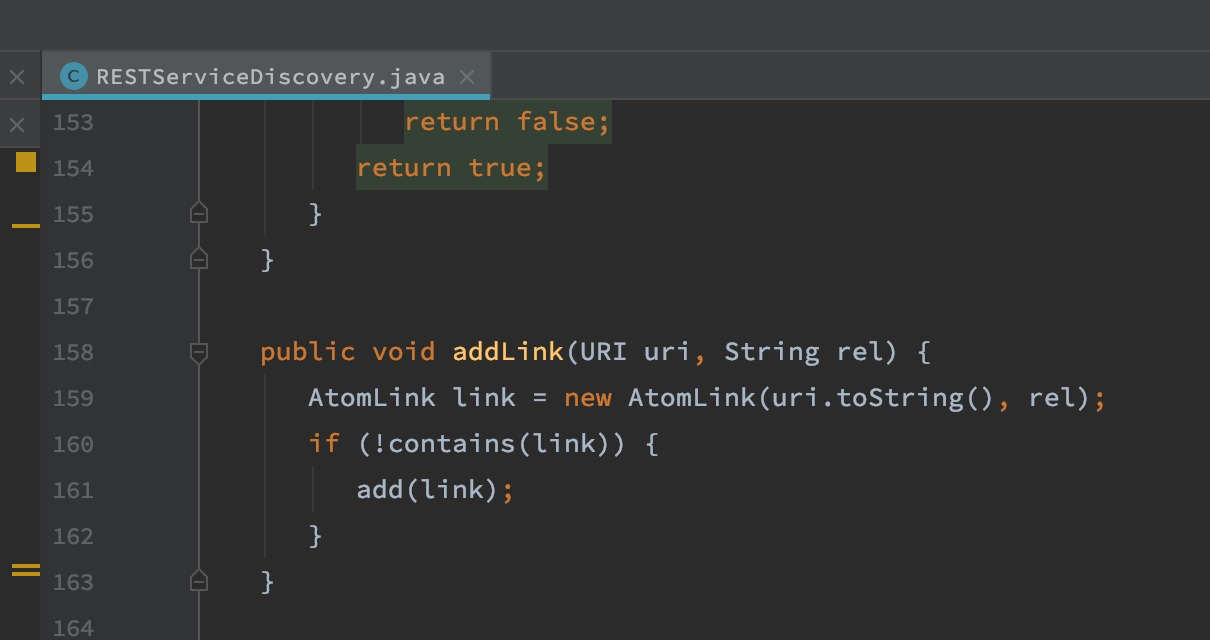 C RESTServiceDiscovery.java
153 return false;
154 return true;
155 }
156 }
157
158 public void addLink(URI uri, String rel) {
159 AtomLink link = new AtomLink(uri.toString(), rel);
160 if (!contains(link)) {
161 add(link);
162 }
163 }
164